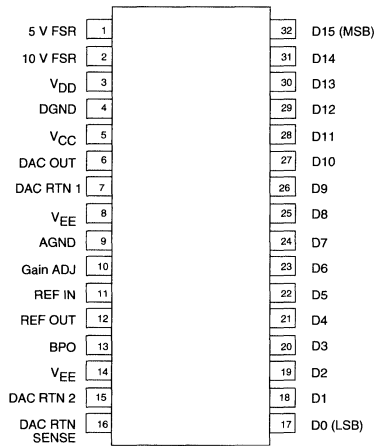 5 V FSR 1 32 D15 (MSB)
10 V FSR 2 31 D14
VDD 3 30 D13
DGND 4 29 D12
VCC 5 28 D11
DAC OUT 6 27 D10
DAC RTN 1 7 26 D9
VEE 8 25 D8
AGND 9 24 D7
Gain ADJ 10 23 D6
REF IN 11 22 D5
REF OUT 12 21 D4
BPO 13 20 D3
VEE 14 19 D2
DAC RTN 2 15 18 D1
DAC RTN SENSE 16 17 D0 (LSB)